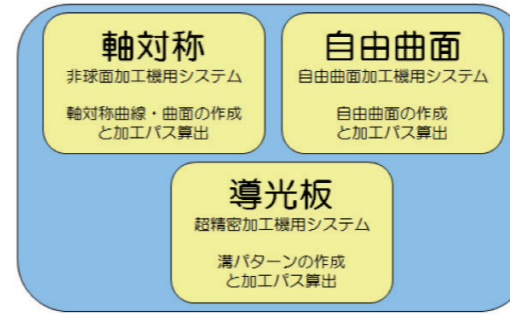 軸対称
非球面加工機用システム
軸対称曲線・曲面の作成
と加工パス算出
自由曲面
自由曲面加工機用システム
自由曲面の作成
と加工パス算出
導光板
超精密加工機用システム
溝パターンの作成
と加工パス算出